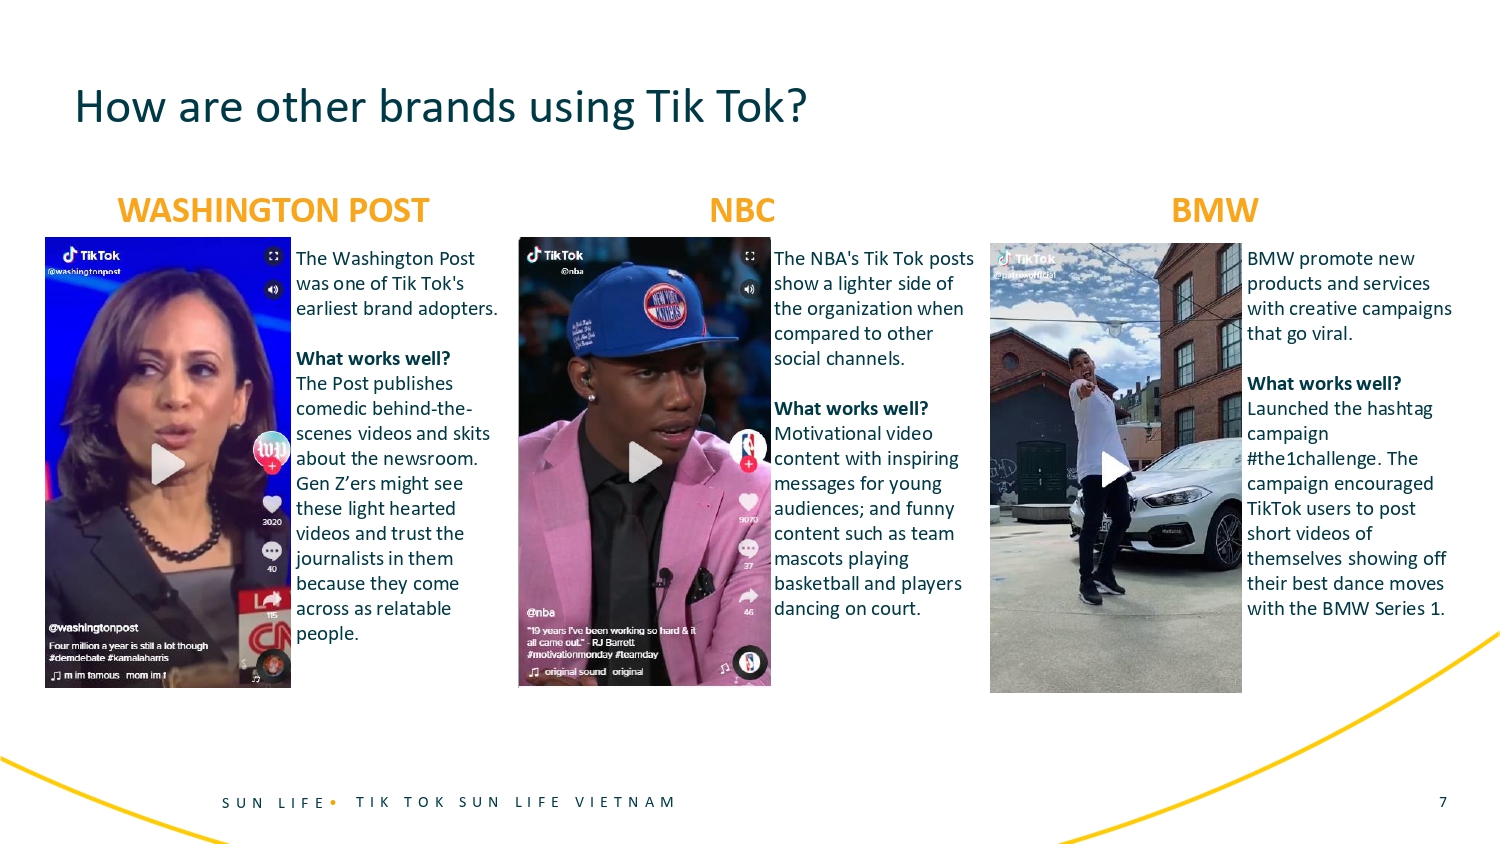 How are other brands using Tik Tok?
WASHINGTON POST
TikTok
@washingtonpost
3020
40
115
@washingtonpost
Four million a year is still a lot though
#demdebate #kamalaharris
m im famous mom im f
The Washington Post
was one of Tik Tok's
earliest brand adopters.
What works well?
The Post publishes
comedic behind-the-
scenes videos and skits
about the newsroom.
Gen Z’ers might see
these light hearted
videos and trust the
journalists in them
because they come
across as relatable
people.
NBC
TikTok
@nba
NEW YORK
KNICKS
9070
37
46
@nba
"19 years I've been working so hard & it
all came out." - RJ Barrett
#motivationmonday #teamday
original sound original
The NBA's Tik Tok posts
show a lighter side of
the organization when
compared to other
social channels.
What works well?
Motivational video
content with inspiring
messages for young
audiences; and funny
content such as team
mascots playing
basketball and players
dancing on court.
BMW
TikTok
@patroxofficial
BMW promote new
products and services
with creative campaigns
that go viral.
What works well?
Launched the hashtag
campaign
#the1challenge. The
campaign encouraged
TikTok users to post
short videos of
themselves showing off
their best dance moves
with the BMW Series 1.
SUN LIFE • TIK TOK SUN LIFE VIETNAM
7